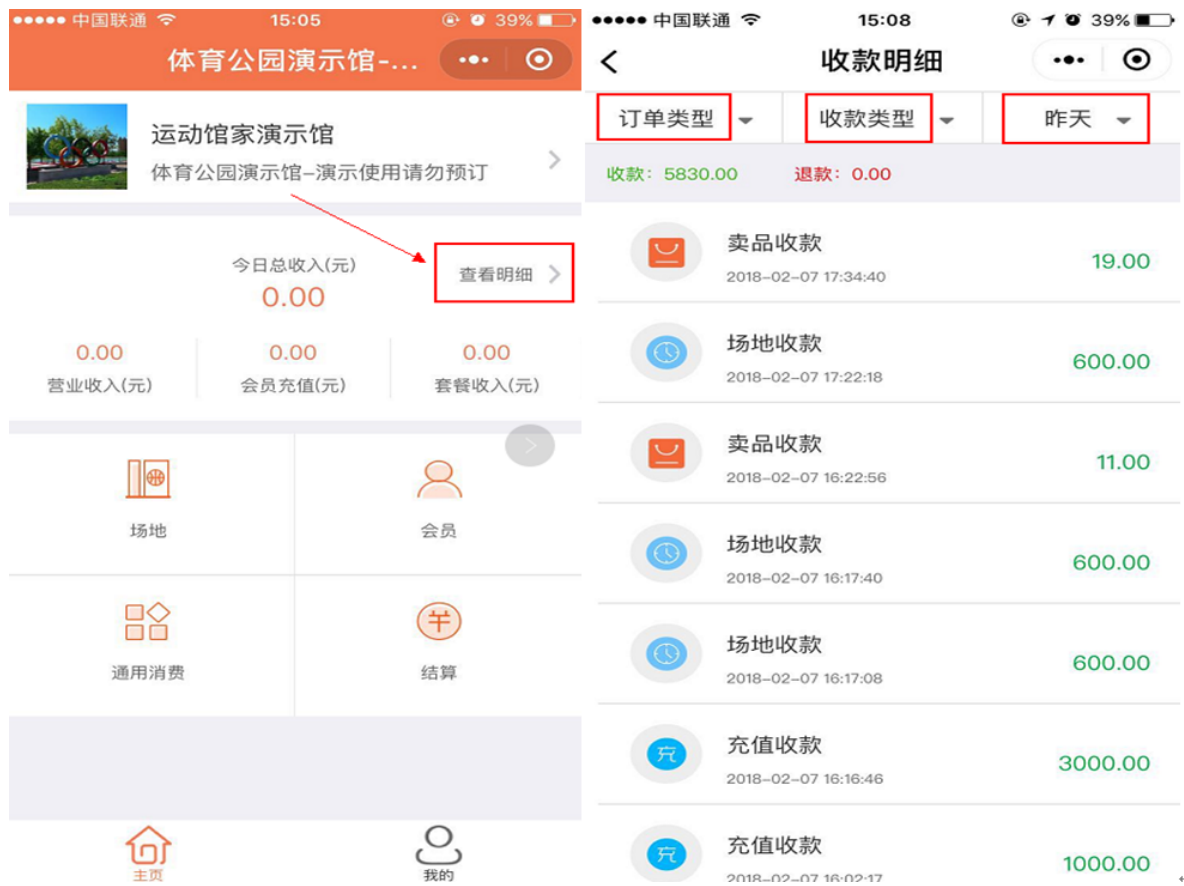 中国联通 15:05 39%
体育公园演示馆-...
运动馆家演示馆
体育公园演示馆-演示使用请勿预订
今日总收入(元)
0.00
查看明细
0.00 0.00 0.00
营业收入(元) 会员充值(元) 套餐收入(元)
场地 会员
通用消费 结算
主页 我的
中国联通 15:08 39%
收款明细
订单类型 收款类型 昨天
收款：5830.00 退款：0.00
卖品收款
2018-02-07 17:34:40
19.00
场地收款
2018-02-07 17:22:18
600.00
卖品收款
2018-02-07 16:22:56
11.00
场地收款
2018-02-07 16:17:40
600.00
场地收款
2018-02-07 16:17:08
600.00
充 充值收款
2018-02-07 16:16:46
3000.00
充 充值收款
2018-02-07 16:02:17
1000.00